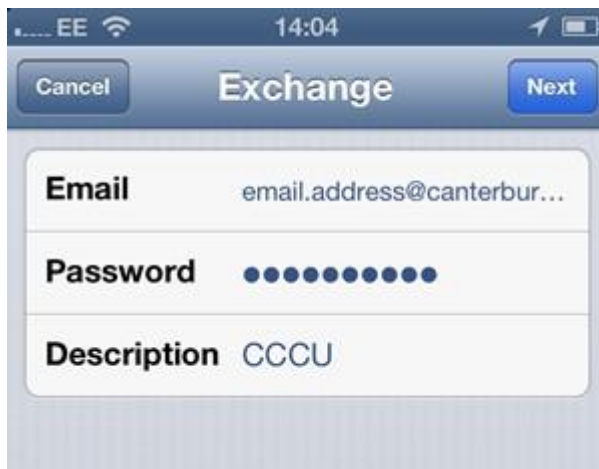 EE 14:04
Cancel Exchange Next
Email email.address@canterbur...
Password ●●●●●●●●●●
Description CCCU